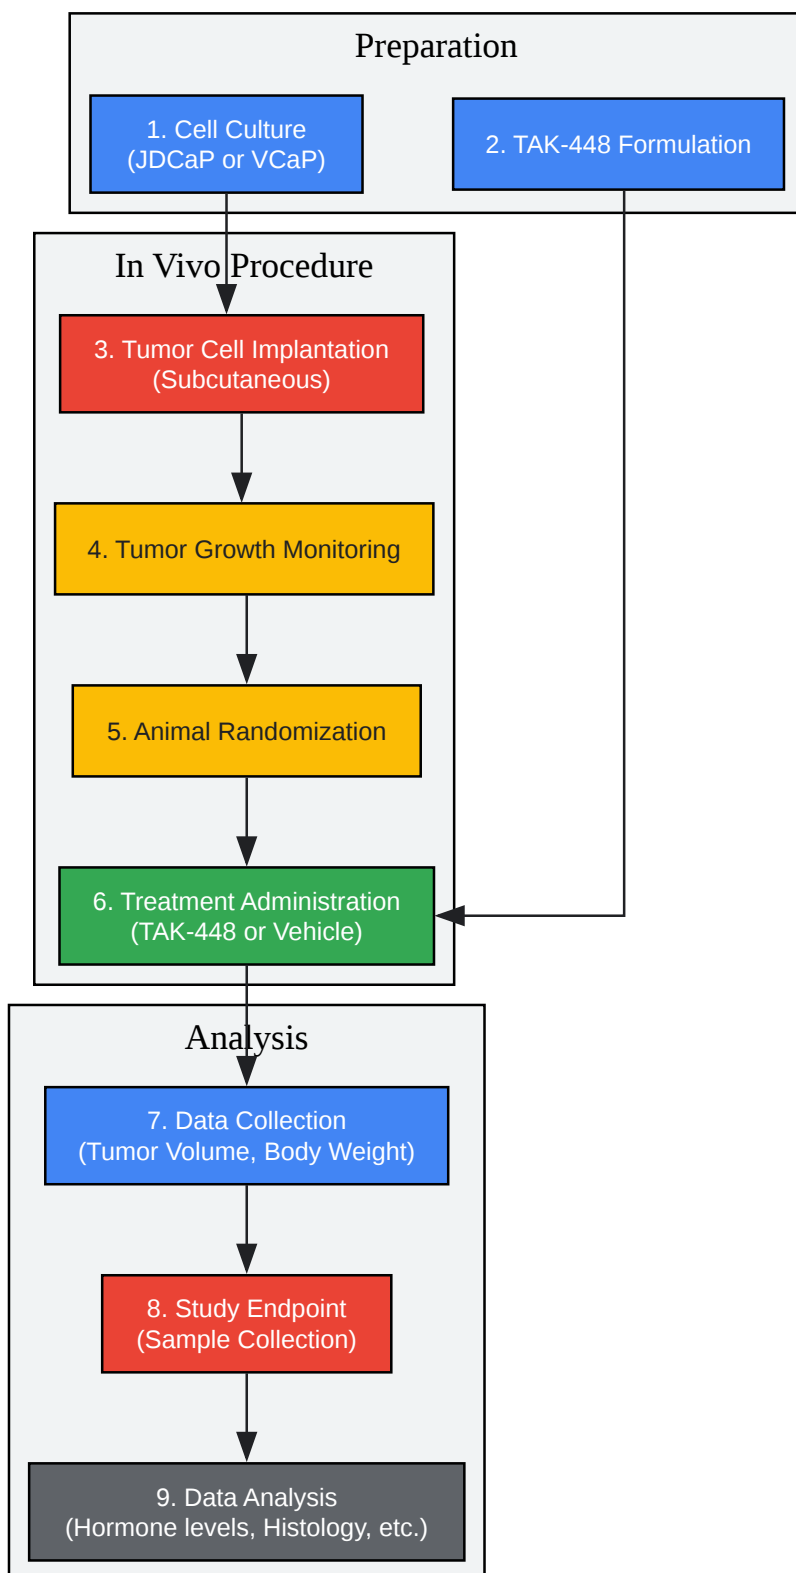 Preparation
1. Cell Culture
(JDCaP or VCaP)
2. TAK-448 Formulation
In Vivo Procedure
3. Tumor Cell Implantation
(Subcutaneous)
4. Tumor Growth Monitoring
5. Animal Randomization
6. Treatment Administration
(TAK-448 or Vehicle)
Analysis
7. Data Collection
(Tumor Volume, Body Weight)
8. Study Endpoint
(Sample Collection)
9. Data Analysis
(Hormone levels, Histology, etc.)